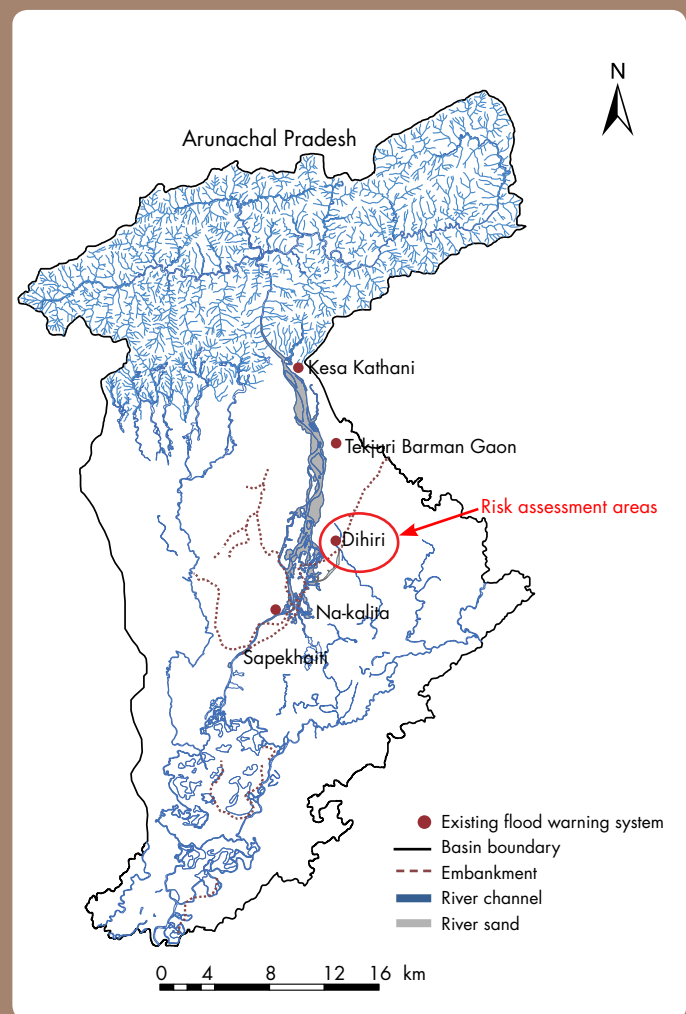 N
Arunachal Pradesh
Kesa Kathani
Tekjuri Barman Gaon
Risk assessment areas
Dihiri
Na-kalita
Sapekhaiti
Existing flood warning system
Basin boundary
Embankment
River channel
River sand
0 4 8 12 16 km